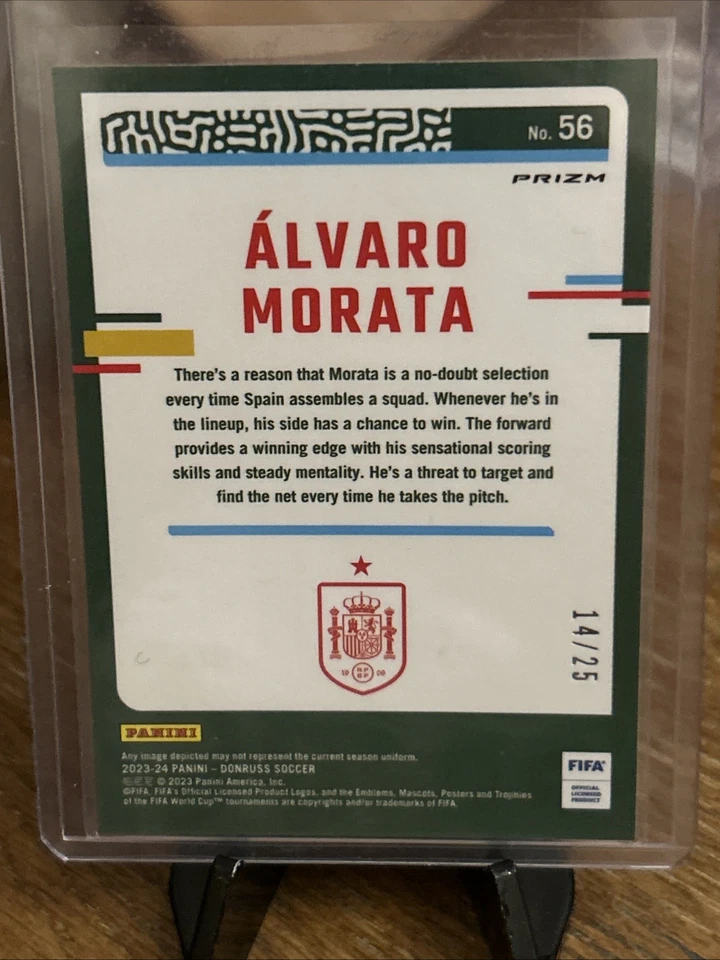 No. 56
PRIZM
ÁLVARO
MORATA
There's a reason that Morata is a no-doubt selection
every time Spain assembles a squad. Whenever he's in
the lineup, his side has a chance to win. The forward
provides a winning edge with his sensational scoring
skills and steady mentality. He's a threat to target and
find the net every time he takes the pitch.
14/25
PANINI
Any image depicted may not represent the current season uniform.
2023-24 PANINI – DONRUSS SOCCER
© 2023 Panini America, Inc.
©FIFA, FIFA's Official Licensed Product Logos, and the Emblems, Mascots, Posters and Trophies
of the FIFA World Cup™ tournaments are copyrights and/or trademarks of FIFA.
FIFA®
OFFICIAL
LICENSED
PRODUCT